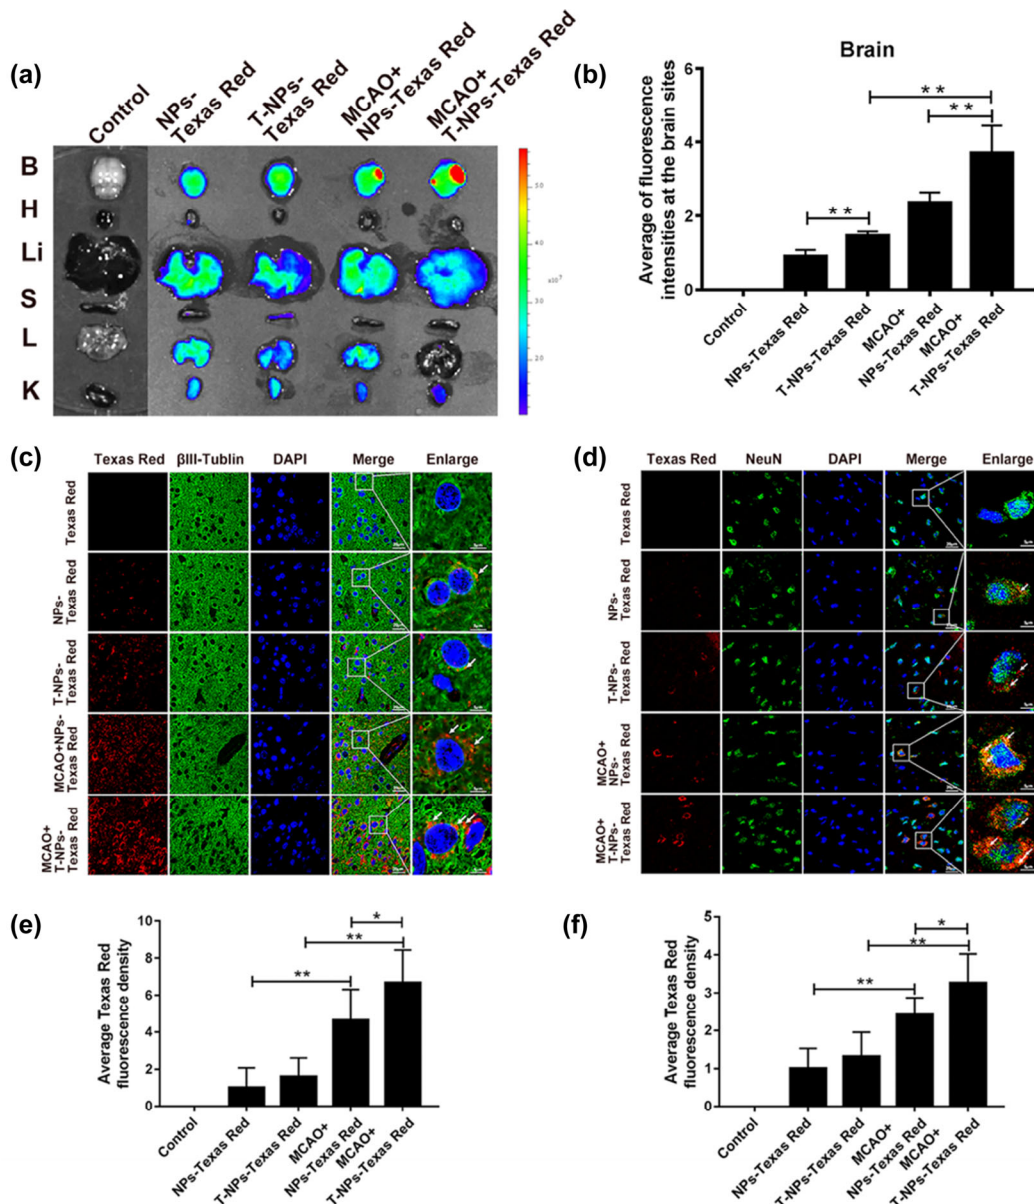 (a)
Control
NPs-
Texas Red
T-NPs-
Texas Red
MCAO+
NPs-Texas Red
MCAO+
T-NPs-Texas Red
B
H
Li
S
L
K
50
40
30
20
x10⁷
(b)
Brain
Average of fluorescence
intensities at the brain sites
6
4
2
0
* *
* *
* *
Control
NPs-Texas Red
T-NPs-Texas Red
MCAO+
NPs-Texas Red
MCAO+
T-NPs-Texas Red
(c)
Texas Red βIII-Tublin DAPI Merge Enlarge
Texas Red
NPs-
Texas Red
T-NPs-
Texas Red
MCAO+NPs-
Texas Red
MCAO+
T-NPs-
Texas Red
(d)
Texas Red NeuN DAPI Merge Enlarge
Texas Red
NPs-
Texas Red
T-NPs-
Texas Red
MCAO+
NPs-
Texas Red
MCAO+
T-NPs-
Texas Red
(e)
Average Texas Red
fluorescence density
10
8
6
4
2
0
*
**
**
Control
NPs-Texas Red
T-NPs-Texas Red
MCAO+
NPs-Texas Red
MCAO+
T-NPs-Texas Red
(f)
Average Texas Red
fluorescence density
5
4
3
2
1
0
*
**
**
Control
NPs-Texas Red
T-NPs-Texas Red
MCAO+
NPs-Texas Red
MCAO+
T-NPs-Texas Red